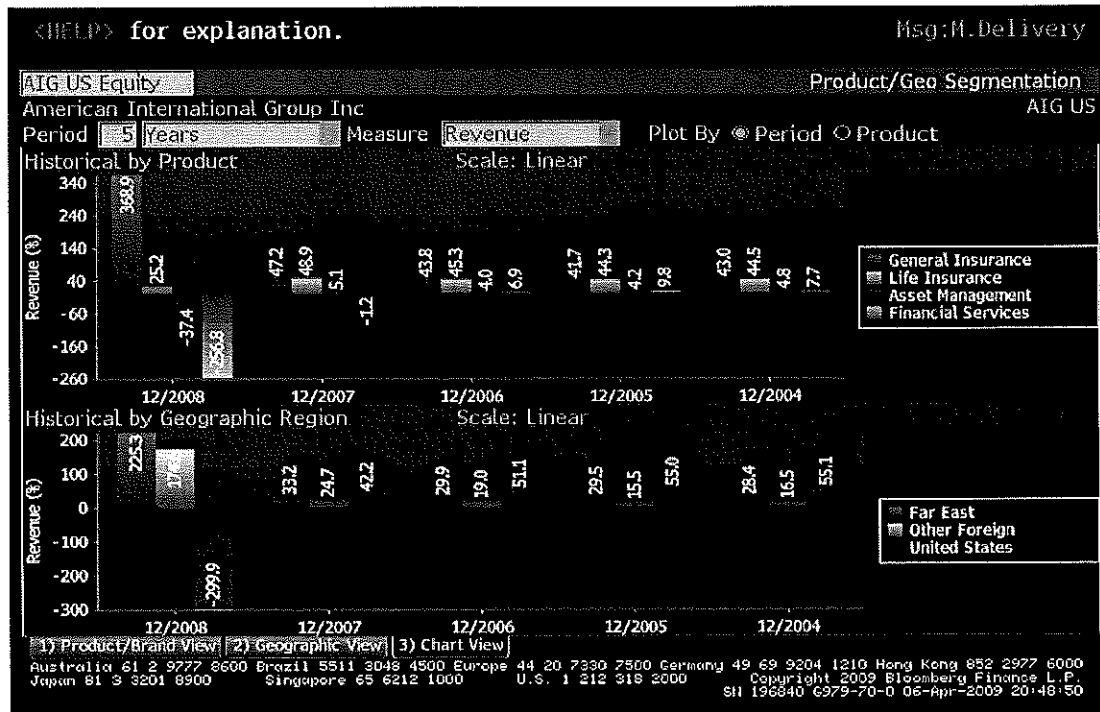 <HELP> for explanation. Msg:M.Delivery
AIG US Equity Product/Geo Segmentation
American International Group Inc AIG US
Period 5 Years Measure Revenue Plot By Period Product
Historical by Product Scale: Linear
Revenue (%)
340
240
140
40
-60
-160
-260
368.9 25.2 -37.4 -256.8
47.2 48.9 5.1 -1.2
43.8 45.3 4.0 6.9
41.7 44.3 4.2 9.8
43.0 44.5 4.8 7.7
General Insurance
Life Insurance
Asset Management
Financial Services
12/2008 12/2007 12/2006 12/2005 12/2004
Historical by Geographic Region Scale: Linear
Revenue (%)
200
100
0
-100
-200
-300
225.3 -299.9
33.2 24.7 42.2
29.9 19.0 51.1
29.5 15.5 55.0
28.4 16.5 55.1
Far East
Other Foreign
United States
12/2008 12/2007 12/2006 12/2005 12/2004
1) Product/Brand View 2) Geographic View 3) Chart View
Australia 61 2 9777 8600 Brazil 5511 3048 4500 Europe 44 20 7330 7500 Germany 49 69 9204 1210 Hong Kong 852 2977 6000
Japan 81 3 3201 8900 Singapore 65 6212 1000 U.S. 1 212 318 2000 Copyright 2009 Bloomberg Finance L.P.
SN 196840 G979-70-0 06-Apr-2009 20:48:50